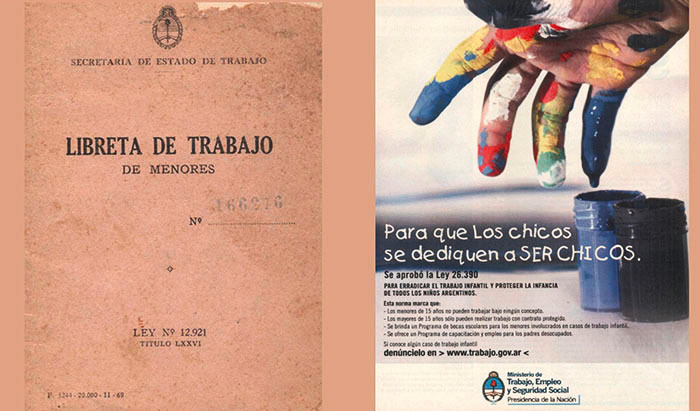 SECRETARIA DE ESTADO DE TRABAJO
LIBRETA DE TRABAJO
DE MENORES
Nº 166276
LEY Nº 12.921
TITULO LXXVI
F. 1244 - 20.000 - II - 69
Para que Los chicos
se dediquen a SER CHICOS.
Se aprobó la Ley 26.390
PARA ERRADICAR EL TRABAJO INFANTIL Y PROTEGER LA INFANCIA
DE TODOS LOS NIÑOS ARGENTINOS.
Esta norma marca que:
- Los menores de 15 años no pueden trabajar bajo ningún concepto.
- Los mayores de 15 años sólo pueden realizar trabajo con contrato protegido.
- Se brinda un Programa de becas escolares para los menores involucrados en casos de trabajo infantil.
- Se ofrece un Programa de capacitación y empleo para los padres desocupados.
Si conoce algún caso de trabajo infantil
denúncielo en > www.trabajo.gov.ar <
Ministerio de
Trabajo, Empleo
y Seguridad Social
Presidencia de la Nación